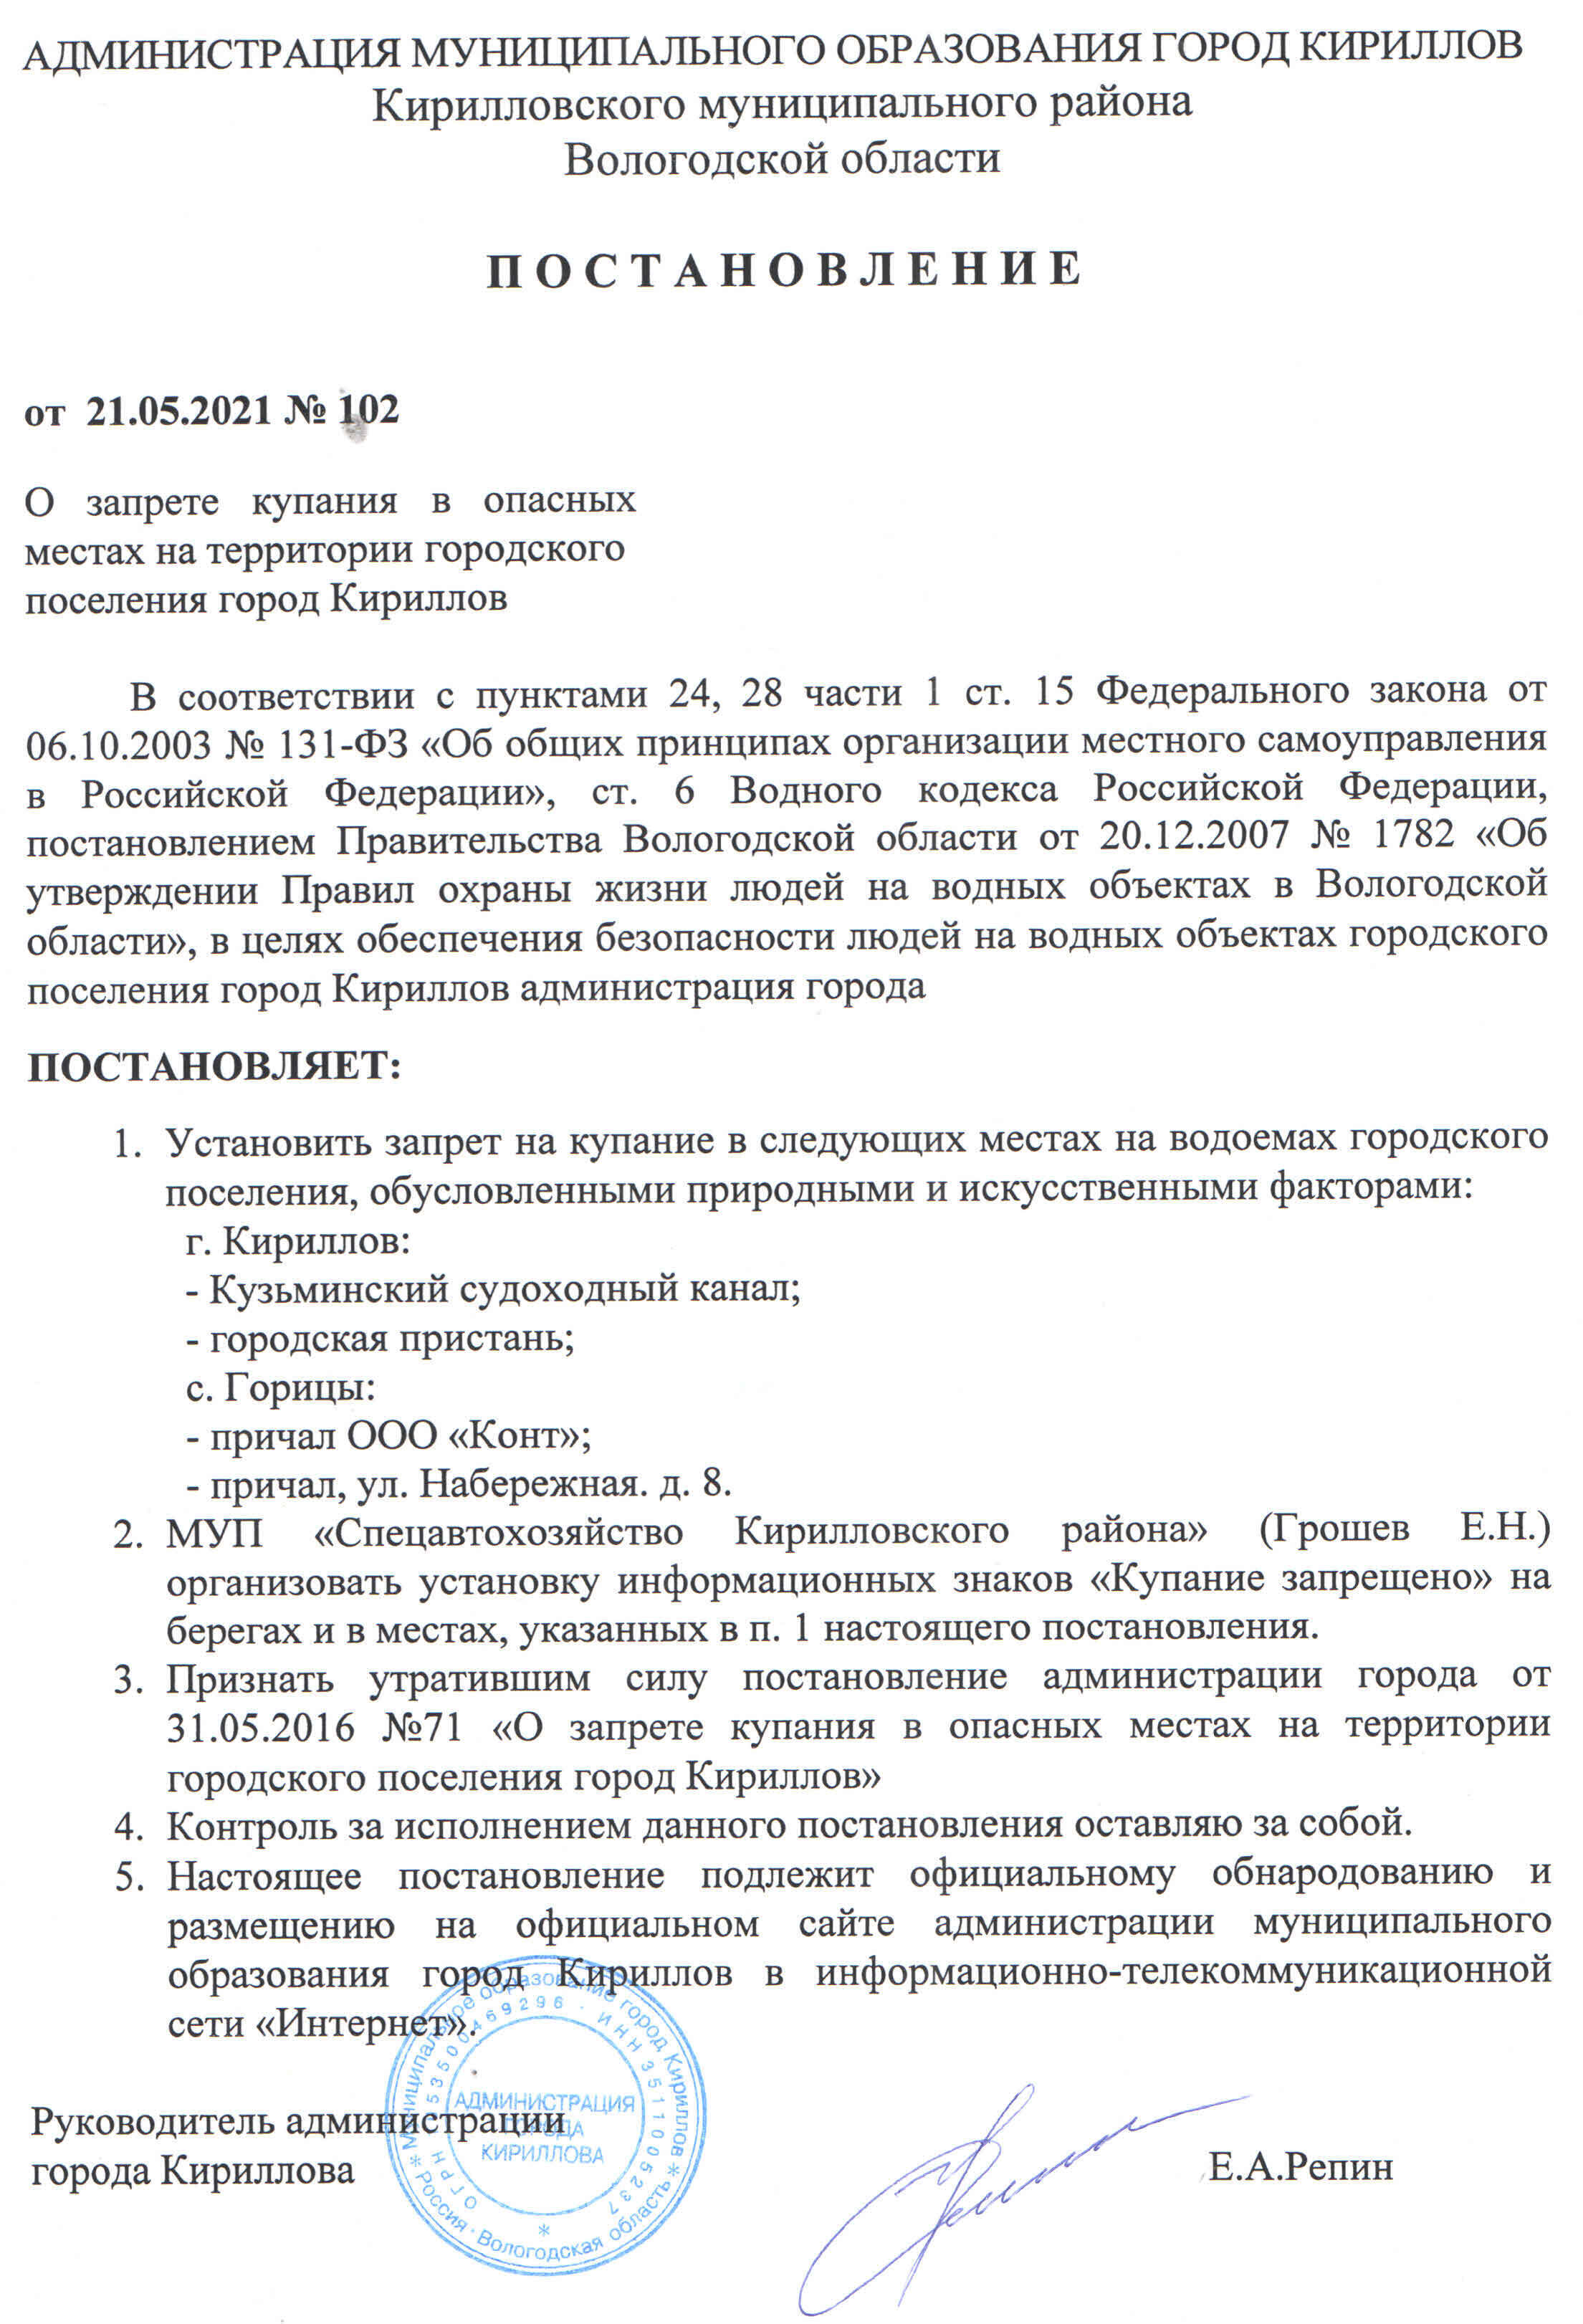 АДМИНИСТРАЦИЯ МУНИЦИПАЛЬНОГО ОБРАЗОВАНИЯ ГОРОД КИРИЛЛОВ
Кирилловского муниципального района
Вологодской области
П О С Т А Н О В Л Е Н И Е
от 21.05.2021 № 102
О запрете купания в опасных
местах на территории городского
поселения город Кириллов
В соответствии с пунктами 24, 28 части 1 ст. 15 Федерального закона от
06.10.2003 № 131-ФЗ «Об общих принципах организации местного самоуправления
в Российской Федерации», ст. 6 Водного кодекса Российской Федерации,
постановлением Правительства Вологодской области от 20.12.2007 № 1782 «Об
утверждении Правил охраны жизни людей на водных объектах в Вологодской
области», в целях обеспечения безопасности людей на водных объектах городского
поселения город Кириллов администрация города
ПОСТАНОВЛЯЕТ:
1. Установить запрет на купание в следующих местах на водоемах городского
поселения, обусловленными природными и искусственными факторами:
г. Кириллов:
- Кузьминский судоходный канал;
- городская пристань;
с. Горицы:
- причал ООО «Конт»;
- причал, ул. Набережная. д. 8.
2. МУП «Спецавтохозяйство Кирилловского района» (Грошев Е.Н.)
организовать установку информационных знаков «Купание запрещено» на
берегах и в местах, указанных в п. 1 настоящего постановления.
3. Признать утратившим силу постановление администрации города от
31.05.2016 №71 «О запрете купания в опасных местах на территории
городского поселения город Кириллов»
4. Контроль за исполнением данного постановления оставляю за собой.
5. Настоящее постановление подлежит официальному обнародованию и
размещению на официальном сайте администрации муниципального
образования город Кириллов в информационно-телекоммуникационной
сети «Интернет».
Руководитель администрации
города Кириллова
Е.А.Репин
* Муниципальное образование город Кириллов *
Россия · Вологодская область
ОГРН 1053500469296 · ИНН 3511005237
*
АДМИНИСТРАЦИЯ
ГОРОДА
КИРИЛЛОВА